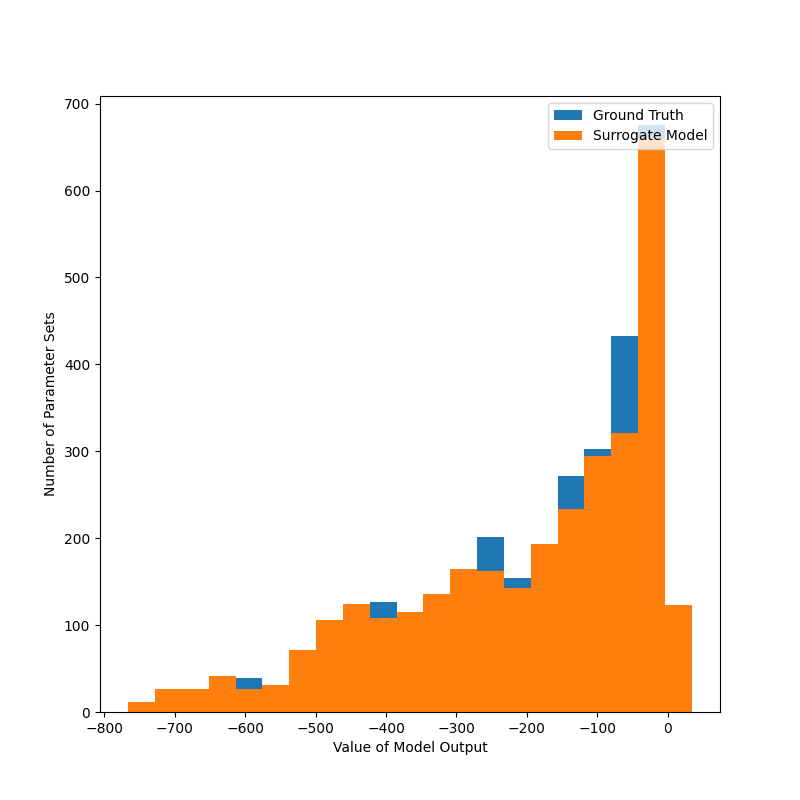 Ground Truth
Surrogate Model
700
600
500
400
300
200
100
0
Number of Parameter Sets
−800 −700 −600 −500 −400 −300 −200 −100 0
Value of Model Output